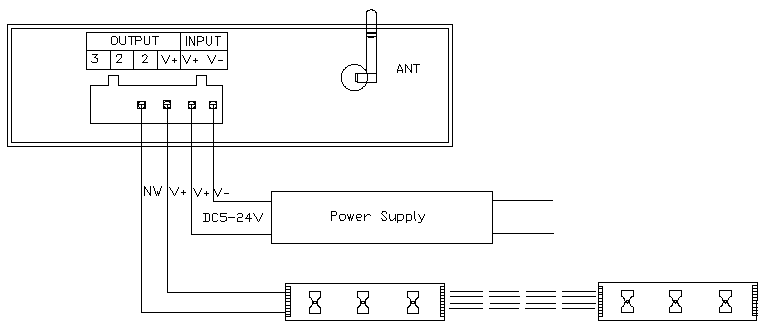 OUTPUT INPUT
3 2 2 V+ V+ V-
ANT
NW V+ V+ V-
DC5-24V
Power Supply